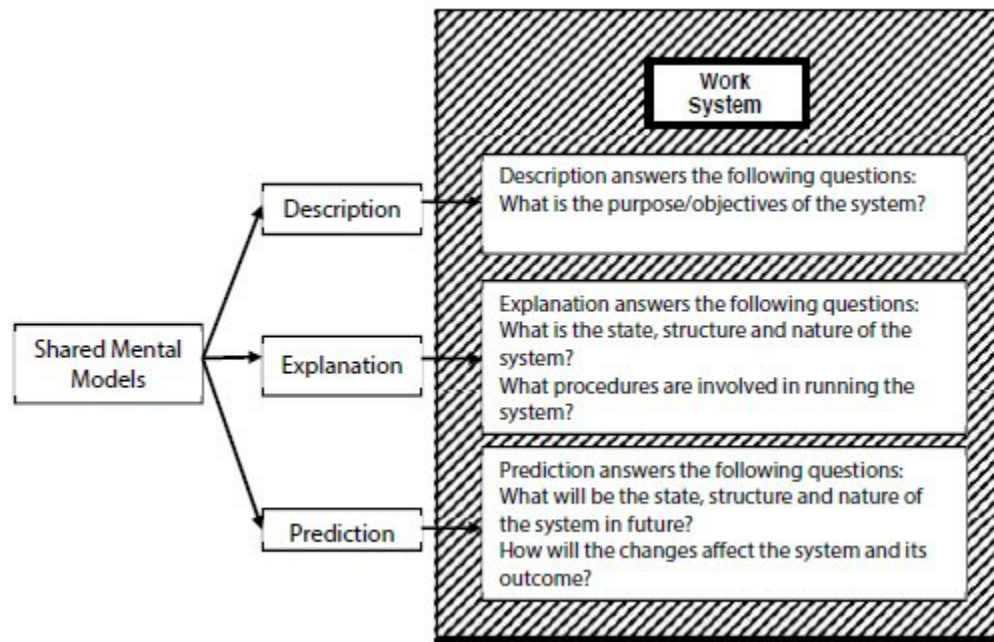 Work
System
Description answers the following questions:
What is the purpose/objectives of the system?
Description
Explanation answers the following questions:
What is the state, structure and nature of the
system?
What procedures are involved in running the
system?
Shared Mental
Models
Explanation
Prediction answers the following questions:
What will be the state, structure and nature of
the system in future?
How will the changes affect the system and its
outcome?
Prediction